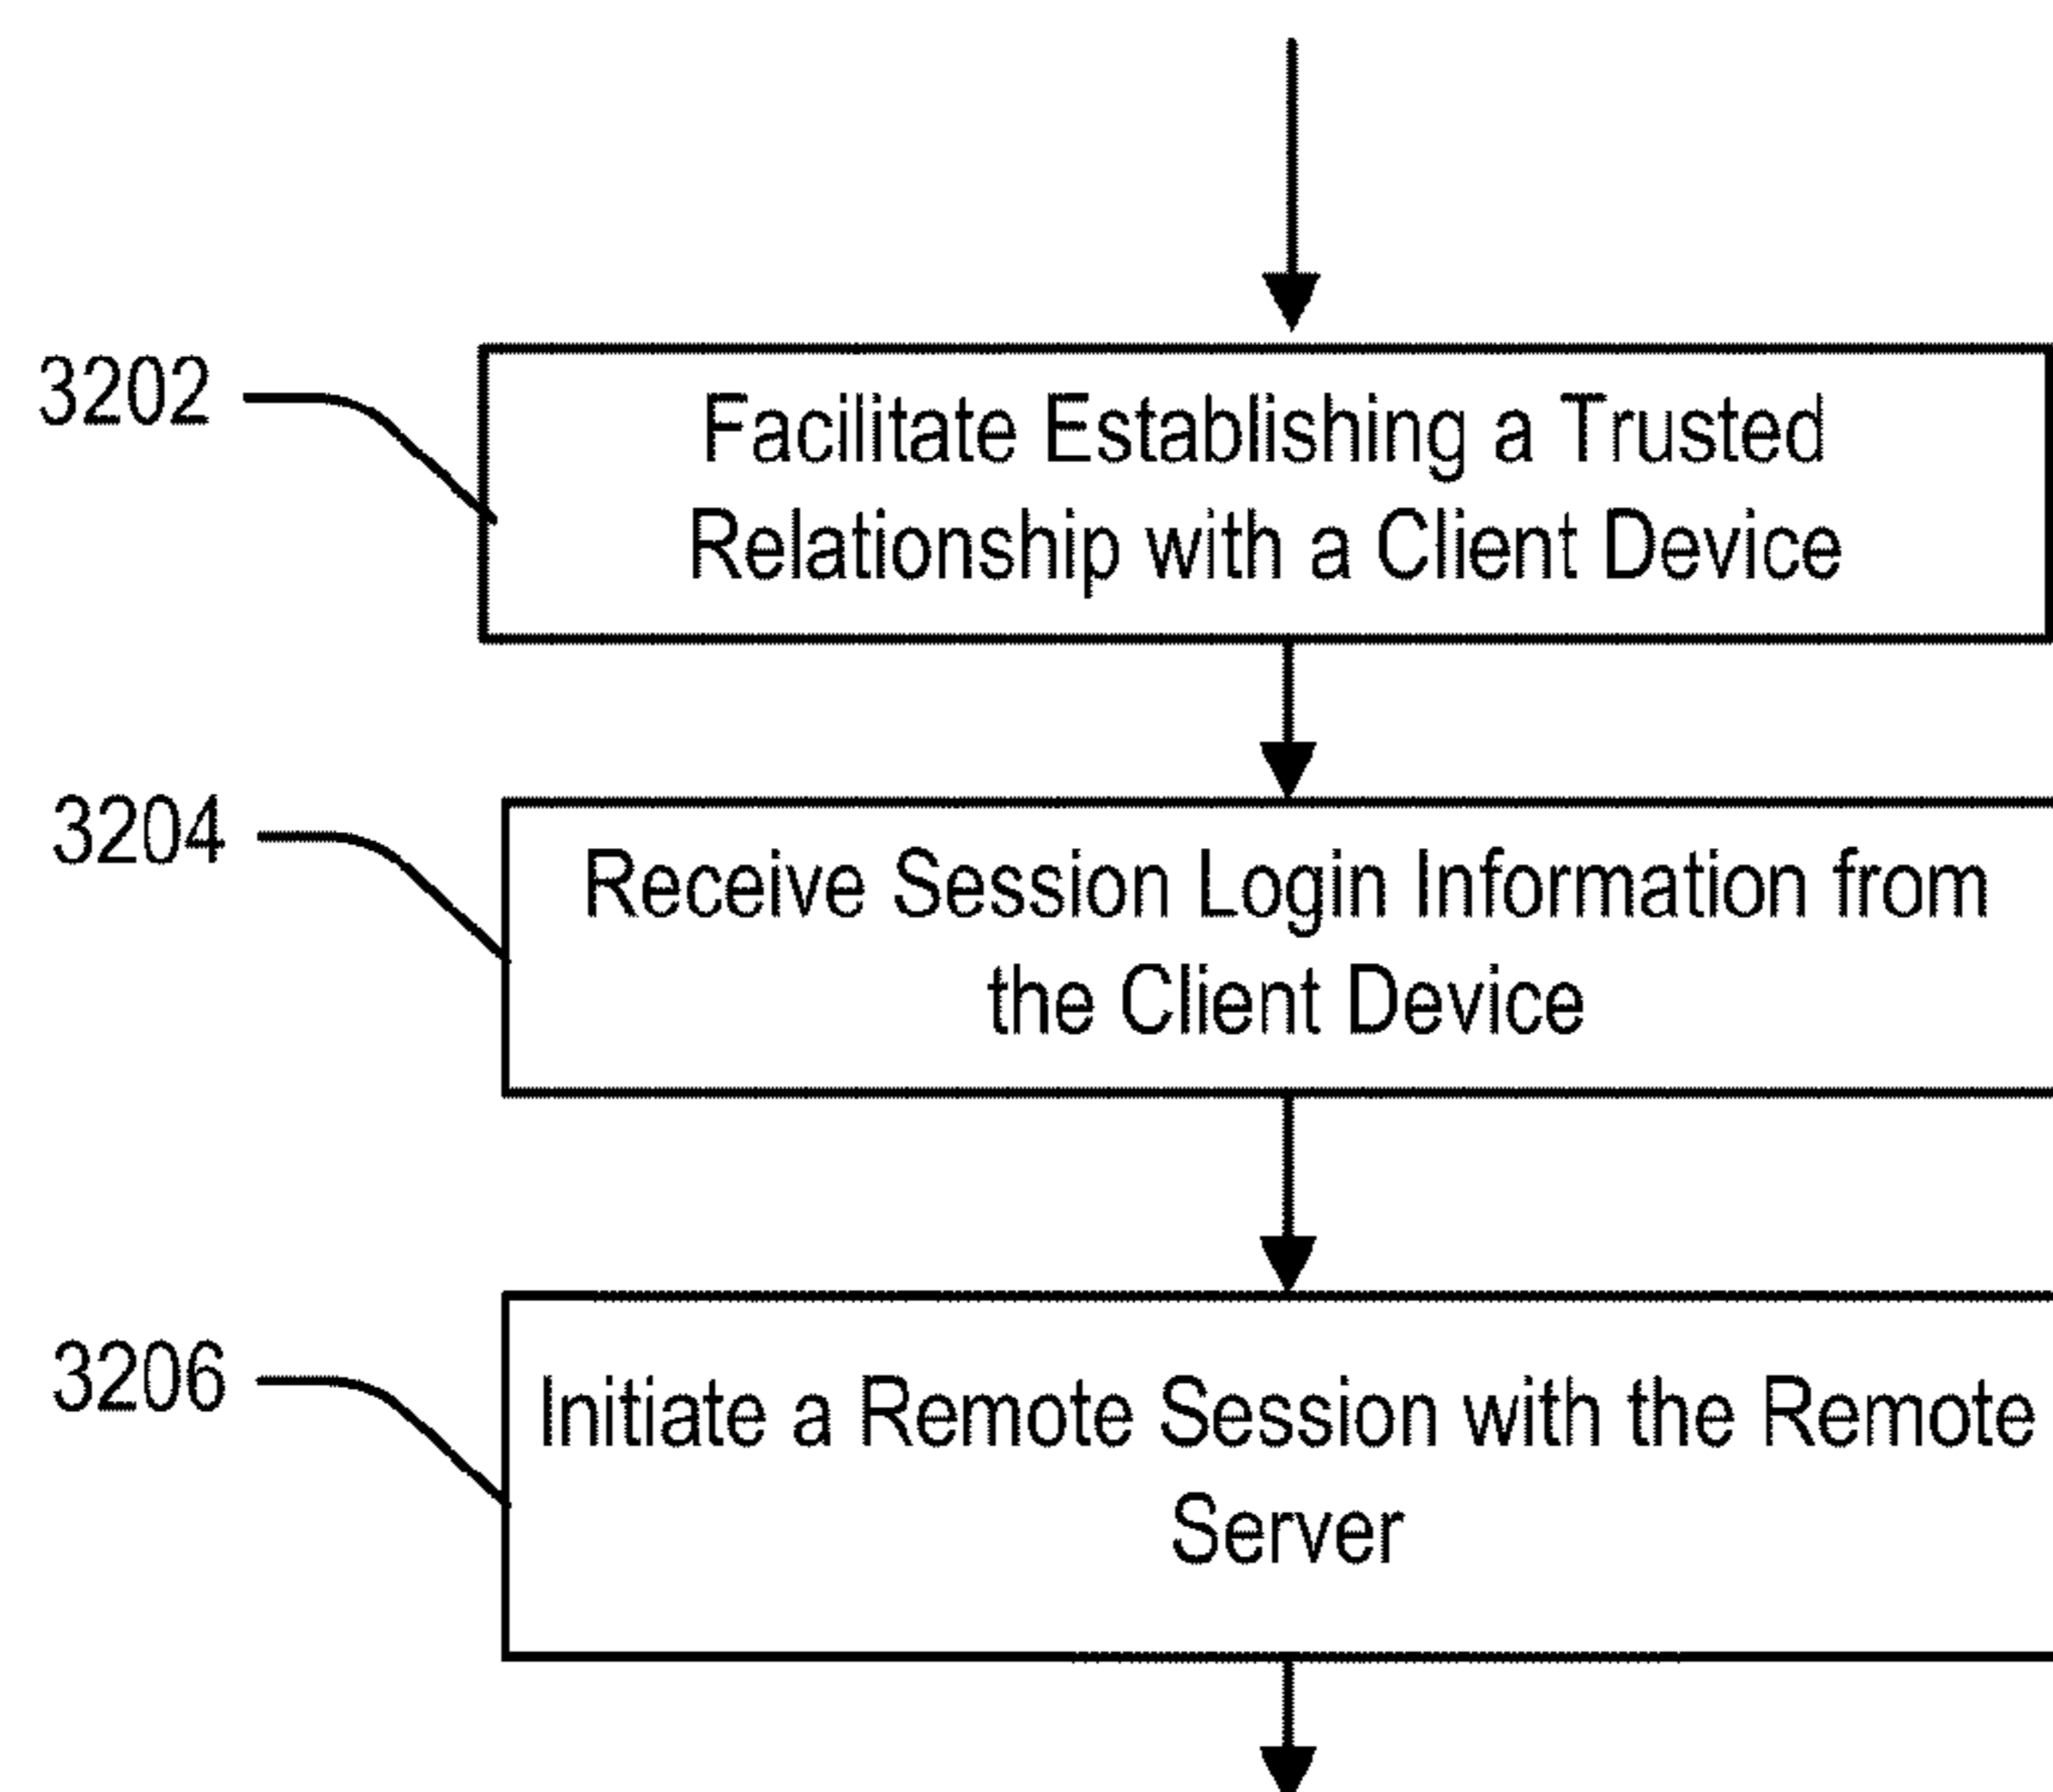 3202
Facilitate Establishing a Trusted
Relationship with a Client Device
3204
Receive Session Login Information from
the Client Device
3206
Initiate a Remote Session with the Remote
Server